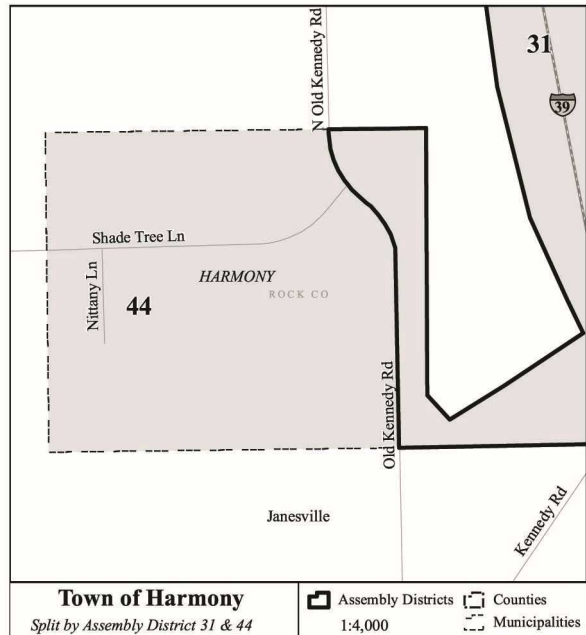 31
39
N Old Kennedy Rd
Shade Tree Ln
Nittany Ln
HARMONY
ROCK CO
44
Old Kennedy Rd
Janesville
Kennedy Rd
Town of Harmony
Split by Assembly District 31 & 44
Assembly Districts
Counties
1:4,000
Municipalities